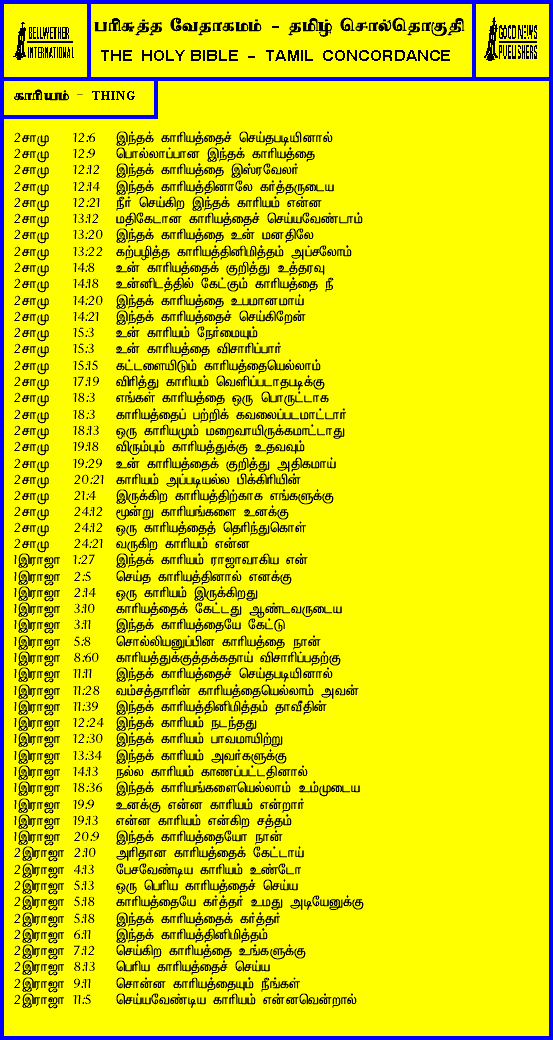 BELLWETHER
INTERNATIONAL
பரிசுத்த வேதாகமம் - தமிழ் சொல்தொகுதி
THE HOLY BIBLE - TAMIL CONCORDANCE
GOOD NEWS
PUBLISHERS
காரியம் - THING
2சாமு 12:6 இந்தக் காரியத்தைச் செய்தபடியினால்
2சாமு 12:9 பொல்லாப்பான இந்தக் காரியத்தை
2சாமு 12:12 இந்தக் காரியத்தை இஸ்ரவேலர்
2சாமு 12:14 இந்தக் காரியத்தினாலே கர்த்தருடைய
2சாமு 12:21 நீர் செய்கிற இந்தக் காரியம் என்ன
2சாமு 13:12 மதிகேடான காரியத்தைச் செய்யவேண்டாம்
2சாமு 13:20 இந்தக் காரியத்தை உன் மனதிலே
2சாமு 13:22 கற்பழித்த காரியத்தினிமித்தம் அப்சலோம்
2சாமு 14:8 உன் காரியத்தைக் குறித்து உத்தரவு
2சாமு 14:18 உன்னிடத்தில் கேட்கும் காரியத்தை நீ
2சாமு 14:20 இந்தக் காரியத்தை உபமானமாய்
2சாமு 14:21 இந்தக் காரியத்தைச் செய்கிறேன்
2சாமு 15:3 உன் காரியம் நேர்மையும்
2சாமு 15:3 உன் காரியத்தை விசாரிப்பார்
2சாமு 15:15 கட்டளையிடும் காரியத்தையெல்லாம்
2சாமு 17:19 விரித்து காரியம் வெளிப்படாதபடிக்கு
2சாமு 18:3 எங்கள் காரியத்தை ஒரு பொருட்டாக
2சாமு 18:3 காரியத்தைப் பற்றிக் கவலைப்படமாட்டார்
2சாமு 18:13 ஒரு காரியமும் மறைவாயிருக்கமாட்டாது
2சாமு 19:18 விரும்பும் காரியத்துக்கு உதவவும்
2சாமு 19:29 உன் காரியத்தைக் குறித்து அதிகமாய்
2சாமு 20:21 காரியம் அப்படியல்ல பிக்கிரியின்
2சாமு 21:4 இருக்கிற காரியத்திற்காக எங்களுக்கு
2சாமு 24:12 மூன்று காரியங்களை உனக்கு
2சாமு 24:12 ஒரு காரியத்தைத் தெரிந்துகொள்
2சாமு 24:21 வருகிற காரியம் என்ன
1இராஜா 1:27 இந்தக் காரியம் ராஜாவாகிய என்
1இராஜா 2:5 செய்த காரியத்தினால் எனக்கு
1இராஜா 2:14 ஒரு காரியம் இருக்கிறது
1இராஜா 3:10 காரியத்தைக் கேட்டது ஆண்டவருடைய
1இராஜா 3:11 இந்தக் காரியத்தையே கேட்டு
1இராஜா 5:8 சொல்லியனுப்பின காரியத்தை நான்
1இராஜா 8:60 காரியத்துக்குத்தக்கதாய் விசாரிப்பதற்கு
1இராஜா 11:11 இந்தக் காரியத்தைச் செய்தபடியினால்
1இராஜா 11:28 வம்சத்தாரின் காரியத்தையெல்லாம் அவன்
1இராஜா 11:39 இந்தக் காரியத்தினிமித்தம் தாவீதின்
1இராஜா 12:24 இந்தக் காரியம் நடந்தது
1இராஜா 12:30 இந்தக் காரியம் பாவமாயிற்று
1இராஜா 13:34 இந்தக் காரியம் அவர்களுக்கு
1இராஜா 14:13 நல்ல காரியம் காணப்பட்டதினால்
1இராஜா 18:36 இந்தக் காரியங்களையெல்லாம் உம்முடைய
1இராஜா 19:9 உனக்கு என்ன காரியம் என்றார்
1இராஜா 19:13 என்ன காரியம் என்கிற சத்தம்
1இராஜா 20:9 இந்தக் காரியத்தையோ நான்
2இராஜா 2:10 அரிதான காரியத்தைக் கேட்டாய்
2இராஜா 4:13 பேசவேண்டிய காரியம் உண்டோ
2இராஜா 5:13 ஒரு பெரிய காரியத்தைச் செய்ய
2இராஜா 5:18 காரியத்தையே கர்த்தர் உமது அடியேனுக்கு
2இராஜா 5:18 இந்தக் காரியத்தைக் கர்த்தர்
2இராஜா 6:11 இந்தக் காரியத்தினிமித்தம்
2இராஜா 7:12 செய்கிற காரியத்தை உங்களுக்கு
2இராஜா 8:13 பெரிய காரியத்தைச் செய்ய
2இராஜா 9:11 சொன்ன காரியத்தையும் நீங்கள்
2இராஜா 11:5 செய்யவேண்டிய காரியம் என்னவென்றால்